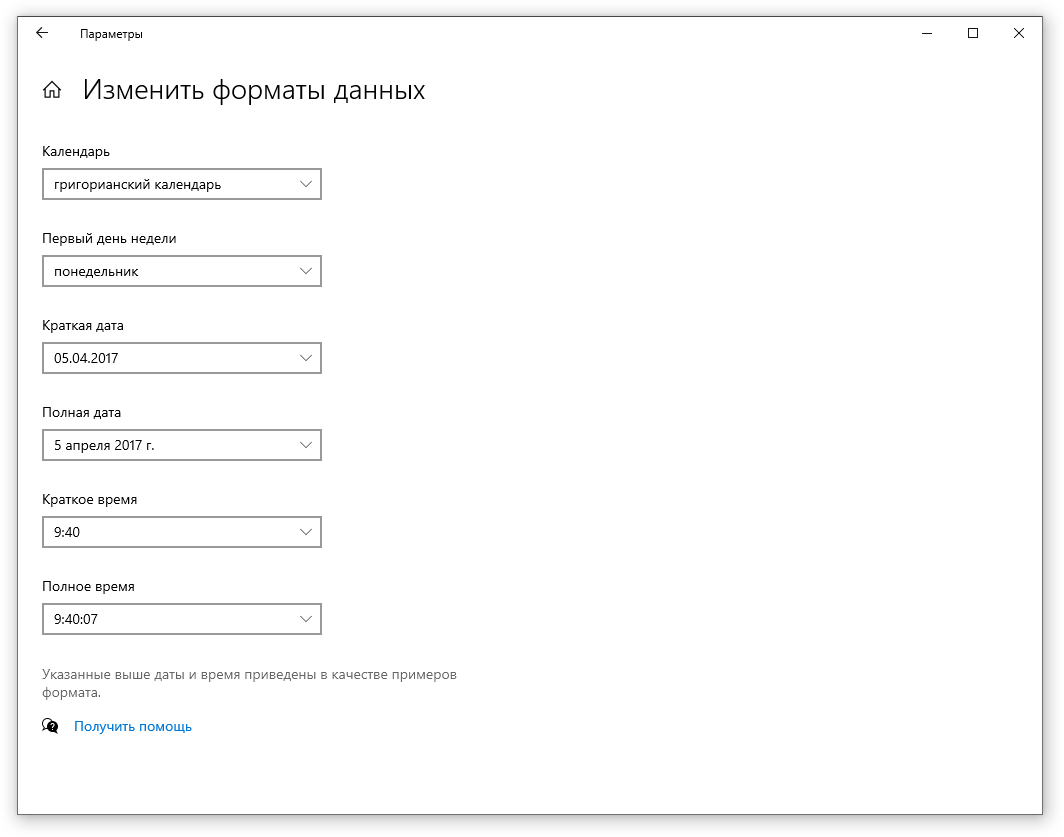 Параметры
Изменить форматы данных
Календарь
григорианский календарь
Первый день недели
понедельник
Краткая дата
05.04.2017
Полная дата
5 апреля 2017 г.
Краткое время
9:40
Полное время
9:40:07
Указанные выше даты и время приведены в качестве примеров
формата.
Получить помощь